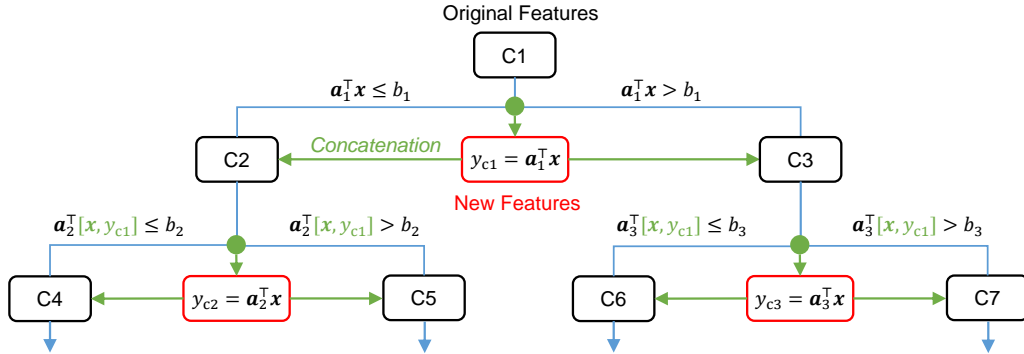 Original Features
C1
𝒂₁ᵀ𝒙 ≤ b₁
𝒂₁ᵀ𝒙 > b₁
C2
Concatenation
y_c1 = 𝒂₁ᵀ𝒙
C3
New Features
𝒂₂ᵀ[𝒙, y_c1] ≤ b₂
𝒂₂ᵀ[𝒙, y_c1] > b₂
𝒂₃ᵀ[𝒙, y_c1] ≤ b₃
𝒂₃ᵀ[𝒙, y_c1] > b₃
C4
y_c2 = 𝒂₂ᵀ𝒙
C5
C6
y_c3 = 𝒂₃ᵀ𝒙
C7